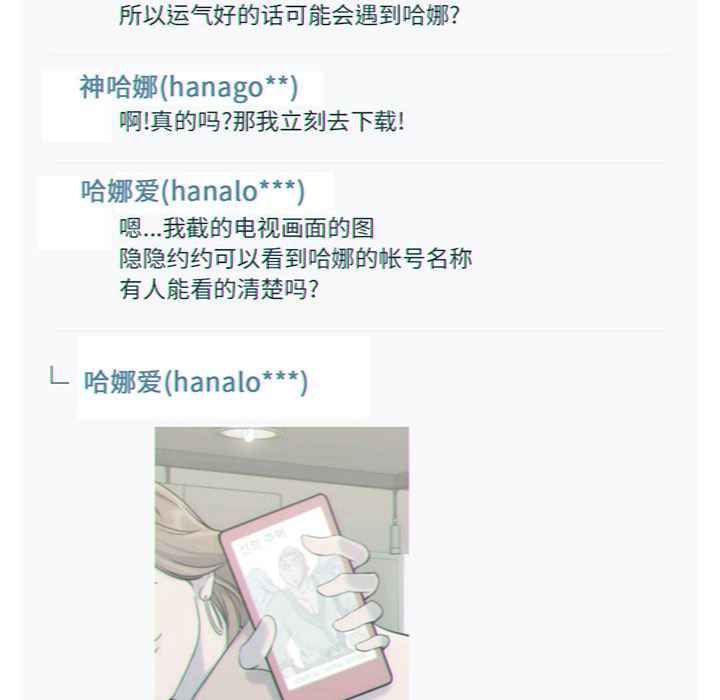 所以运气好的话可能会遇到哈娜?
神哈娜(hanago**)
啊!真的吗?那我立刻去下载!
哈娜爱(hanalo***)
嗯...我截的电视画面的图
隐隐约约可以看到哈娜的帐号名称
有人能看的清楚吗?
哈娜爱(hanalo***)
신의 추억